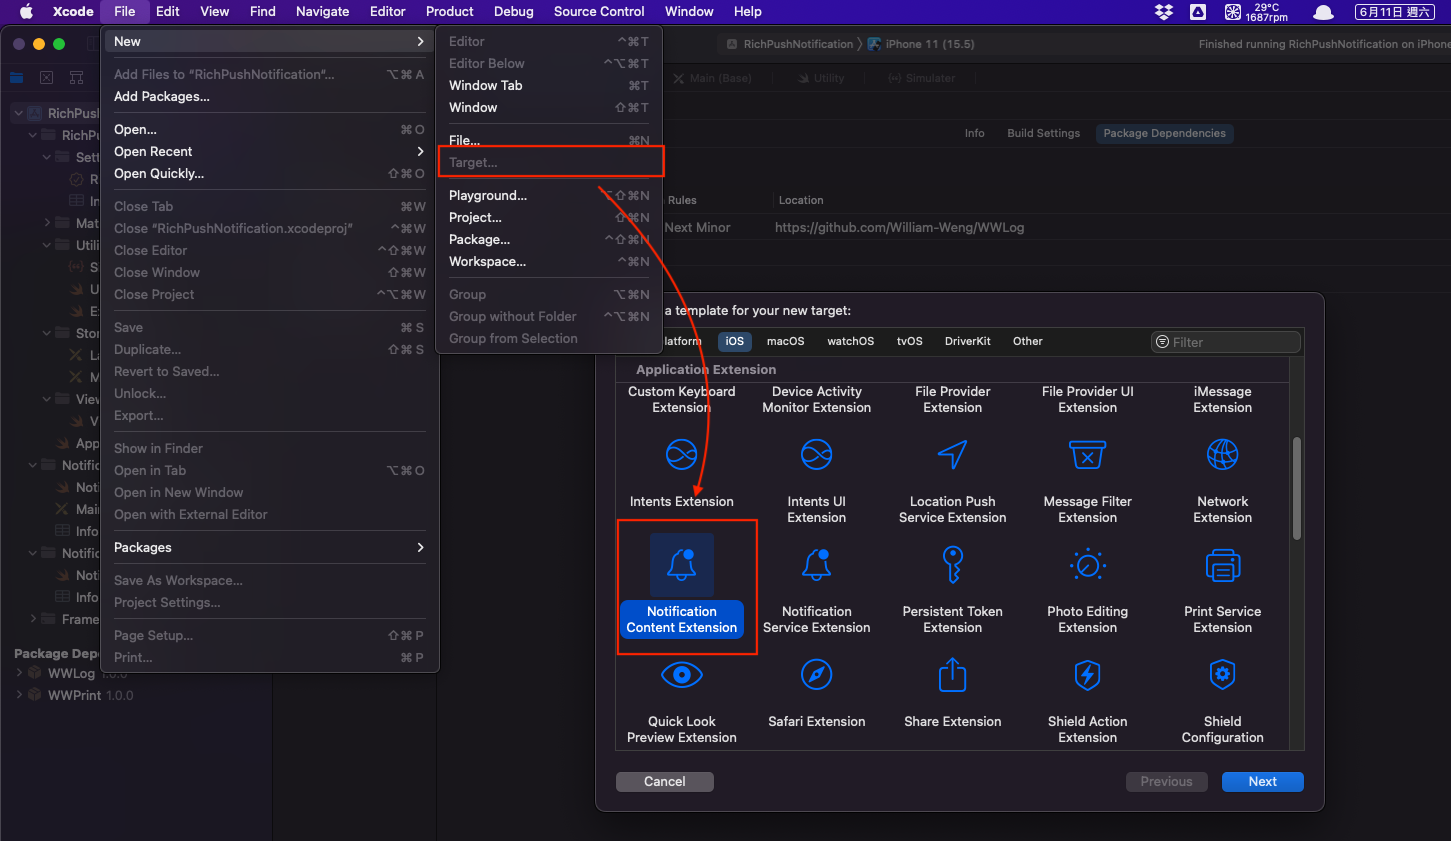 Xcode File Edit View Find Navigate Editor Product Debug Source Control Window Help
29°C
1687rpm
6月11日 週六
RichPushNotification 〉 iPhone 11 (15.5)
Finished running RichPushNotification on iPhone
Main (Base)
Utility
Simulater
Info
Build Settings
Package Dependencies
Rules
Location
Next Minor
https://github.com/William-Weng/WWLog
RichPush
RichPu
Sett
R
In
Mat
Utili
S
U
E
Stor
La
M
View
V
App
Notific
Noti
Main
Info
Notific
Noti
Info
Frame
Package Depe
WWLog 1.0.0
WWPrint 1.0.0
New
Add Files to “RichPushNotification”... ⌥⌘A
Add Packages...
Open... ⌘O
Open Recent
Open Quickly... ⇧⌘O
Close Tab ⌘W
Close “RichPushNotification.xcodeproj” ^⌘W
Close Editor ^⇧⌘W
Close Window ⇧⌘W
Close Project ^⌥⌘W
Save ⌘S
Duplicate... ⇧⌘S
Revert to Saved...
Unlock...
Export...
Show in Finder
Open in Tab ⌥⌘O
Open in New Window
Open with External Editor
Packages
Save As Workspace...
Project Settings...
Page Setup... ⇧⌘P
Print... ⌘P
Editor ^⌘T
Editor Below ^⌥⌘T
Window Tab ⌘T
Window ⇧⌘T
File... ⌘N
Target...
Playground... ⌥⇧⌘N
Project... ⇧⌘N
Package... ^⇧⌘N
Workspace... ^⌘N
Group ⌥⌘N
Group without Folder ^⌥⌘N
Group from Selection
a template for your new target:
latform iOS macOS watchOS tvOS DriverKit Other
Filter
Application Extension
Custom Keyboard
Extension
Device Activity
Monitor Extension
File Provider
Extension
File Provider UI
Extension
iMessage
Extension
Intents Extension
Intents UI
Extension
Location Push
Service Extension
Message Filter
Extension
Network
Extension
Notification
Content Extension
Notification
Service Extension
Persistent Token
Extension
Photo Editing
Extension
Print Service
Extension
Quick Look
Preview Extension
Safari Extension
Share Extension
Shield Action
Extension
Shield
Configuration
Cancel
Previous
Next